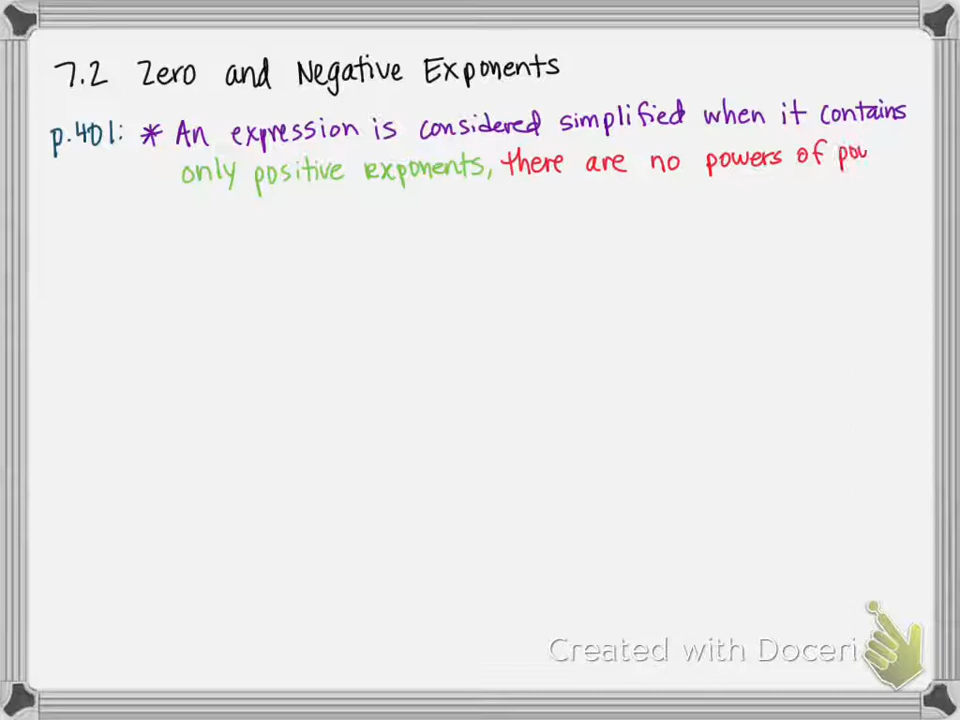 7.2 Zero and Negative Exponents
p.401: * An expression is considered simplified when it contains
only positive exponents, there are no powers of pow
Created with Doceri